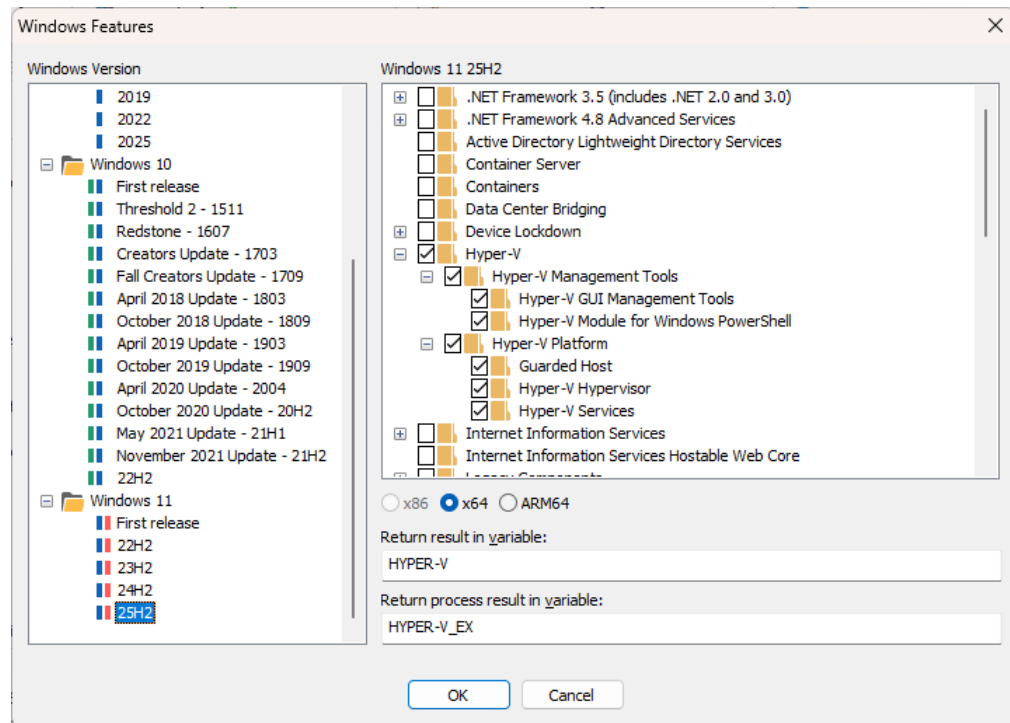 Windows Features
Windows Version
2019
2022
2025
Windows 10
First release
Threshold 2 - 1511
Redstone - 1607
Creators Update - 1703
Fall Creators Update - 1709
April 2018 Update - 1803
October 2018 Update - 1809
April 2019 Update - 1903
October 2019 Update - 1909
April 2020 Update - 2004
October 2020 Update - 20H2
May 2021 Update - 21H1
November 2021 Update - 21H2
22H2
Windows 11
First release
22H2
23H2
24H2
25H2
Windows 11 25H2
.NET Framework 3.5 (includes .NET 2.0 and 3.0)
.NET Framework 4.8 Advanced Services
Active Directory Lightweight Directory Services
Container Server
Containers
Data Center Bridging
Device Lockdown
Hyper-V
Hyper-V Management Tools
Hyper-V GUI Management Tools
Hyper-V Module for Windows PowerShell
Hyper-V Platform
Guarded Host
Hyper-V Hypervisor
Hyper-V Services
Internet Information Services
Internet Information Services Hostable Web Core
Legacy Components
x86 x64 ARM64
Return result in variable:
HYPER-V
Return process result in variable:
HYPER-V_EX
OK Cancel